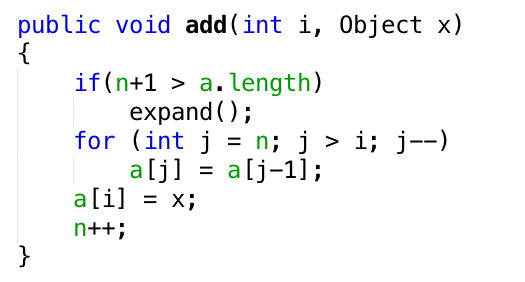 public void add(int i, Object x)
{
    if(n+1 > a.length)
        expand();
    for (int j = n; j > i; j--)
        a[j] = a[j-1];
    a[i] = x;
    n++;
}